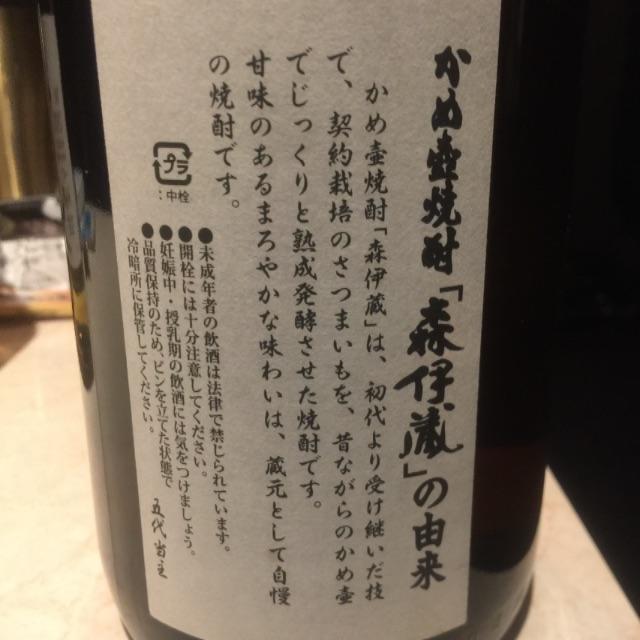 かめ壺焼酎「森伊蔵」の由来
かめ壺焼酎「森伊蔵」は、初代より受け継いだ技
で、契約栽培のさつまいもを、昔ながらのかめ壺
でじっくりと熟成発酵させた焼酎です。
甘味のあるまろやかな味わいは、蔵元として自慢
の焼酎です。
●未成年者の飲酒は法律で禁じられています。
●開栓には十分注意してください。
●妊娠中・授乳期の飲酒には気をつけましょう。
●品質保持のため、ビンを立てた状態で
冷暗所に保管してください。
プラ
:中栓
五代当主